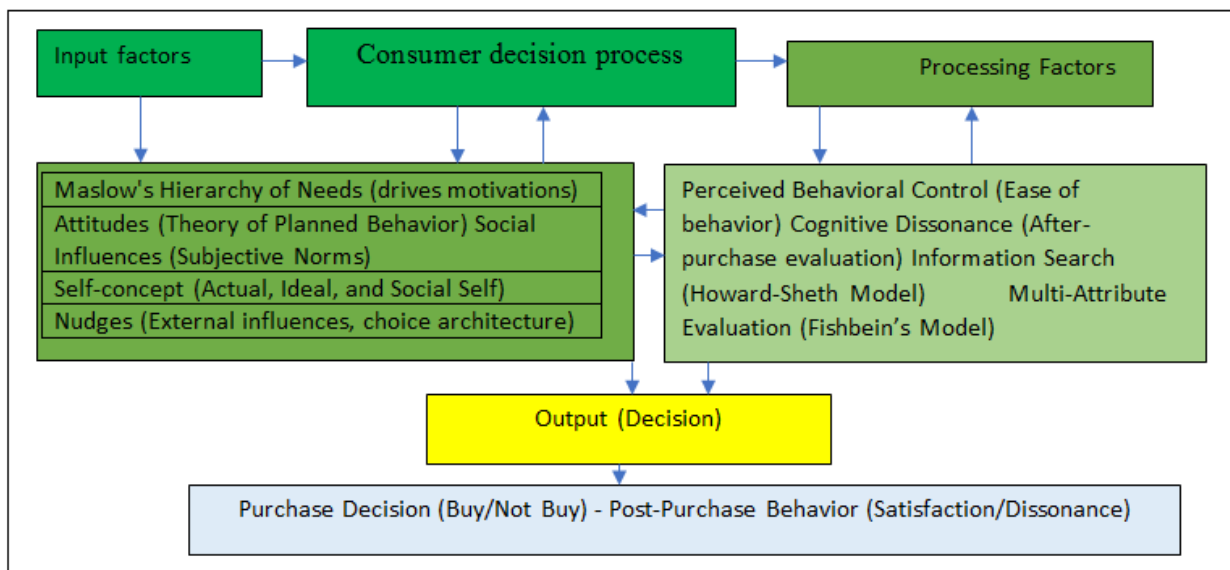 Input factors
Consumer decision process
Processing Factors
Maslow's Hierarchy of Needs (drives motivations)
Attitudes (Theory of Planned Behavior) Social
Influences (Subjective Norms)
Self-concept (Actual, Ideal, and Social Self)
Nudges (External influences, choice architecture)
Perceived Behavioral Control (Ease of
behavior) Cognitive Dissonance (After-
purchase evaluation) Information Search
(Howard-Sheth Model) Multi-Attribute
Evaluation (Fishbein’s Model)
Output (Decision)
Purchase Decision (Buy/Not Buy) - Post-Purchase Behavior (Satisfaction/Dissonance)